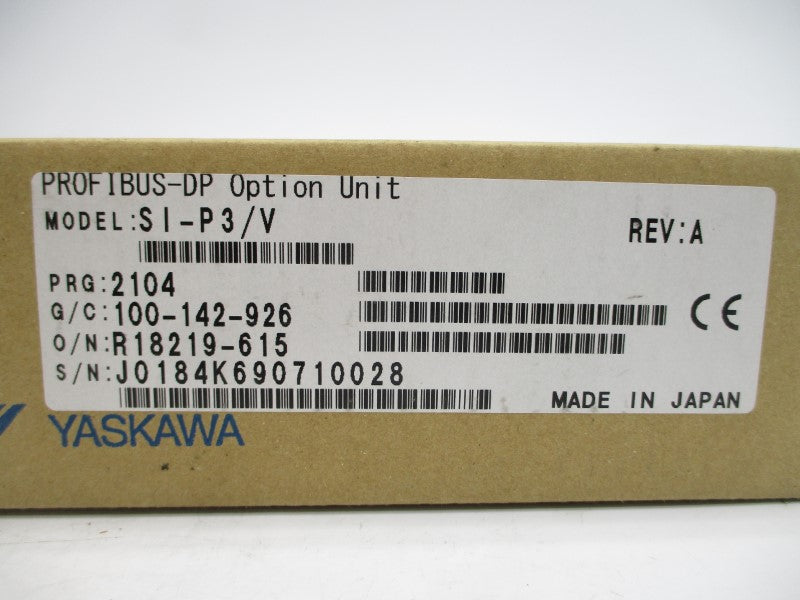 PROFIBUS-DP Option Unit
MODEL:SI-P3/V
REV:A
PRG:2104
G/C:100-142-926
O/N:R18219-615
S/N:J0184K690710028
CE
MADE IN JAPAN
YASKAWA